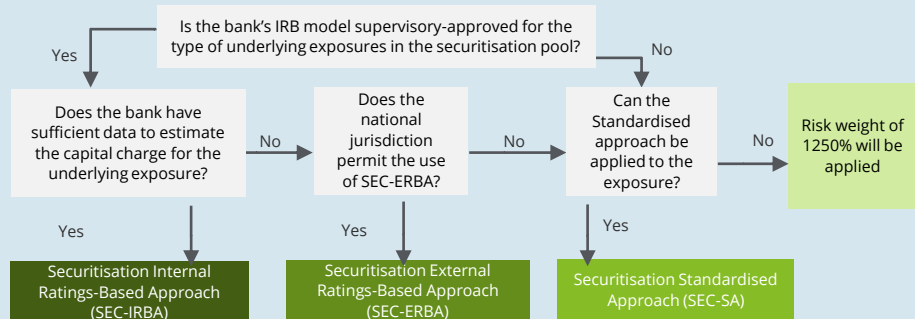 Is the bank's IRB model supervisory-approved for the
type of underlying exposures in the securitisation pool?
Yes
No
Does the bank have
sufficient data to estimate
the capital charge for the
underlying exposure?
No
Does the
national
jurisdiction
permit the use
of SEC-ERBA?
No
Can the
Standardised
approach be
applied to the
exposure?
No
Risk weight of
1250% will be
applied
Yes
Yes
Yes
Securitisation Internal
Ratings-Based Approach
(SEC-IRBA)
Securitisation External
Ratings-Based Approach
(SEC-ERBA)
Securitisation Standardised
Approach (SEC-SA)